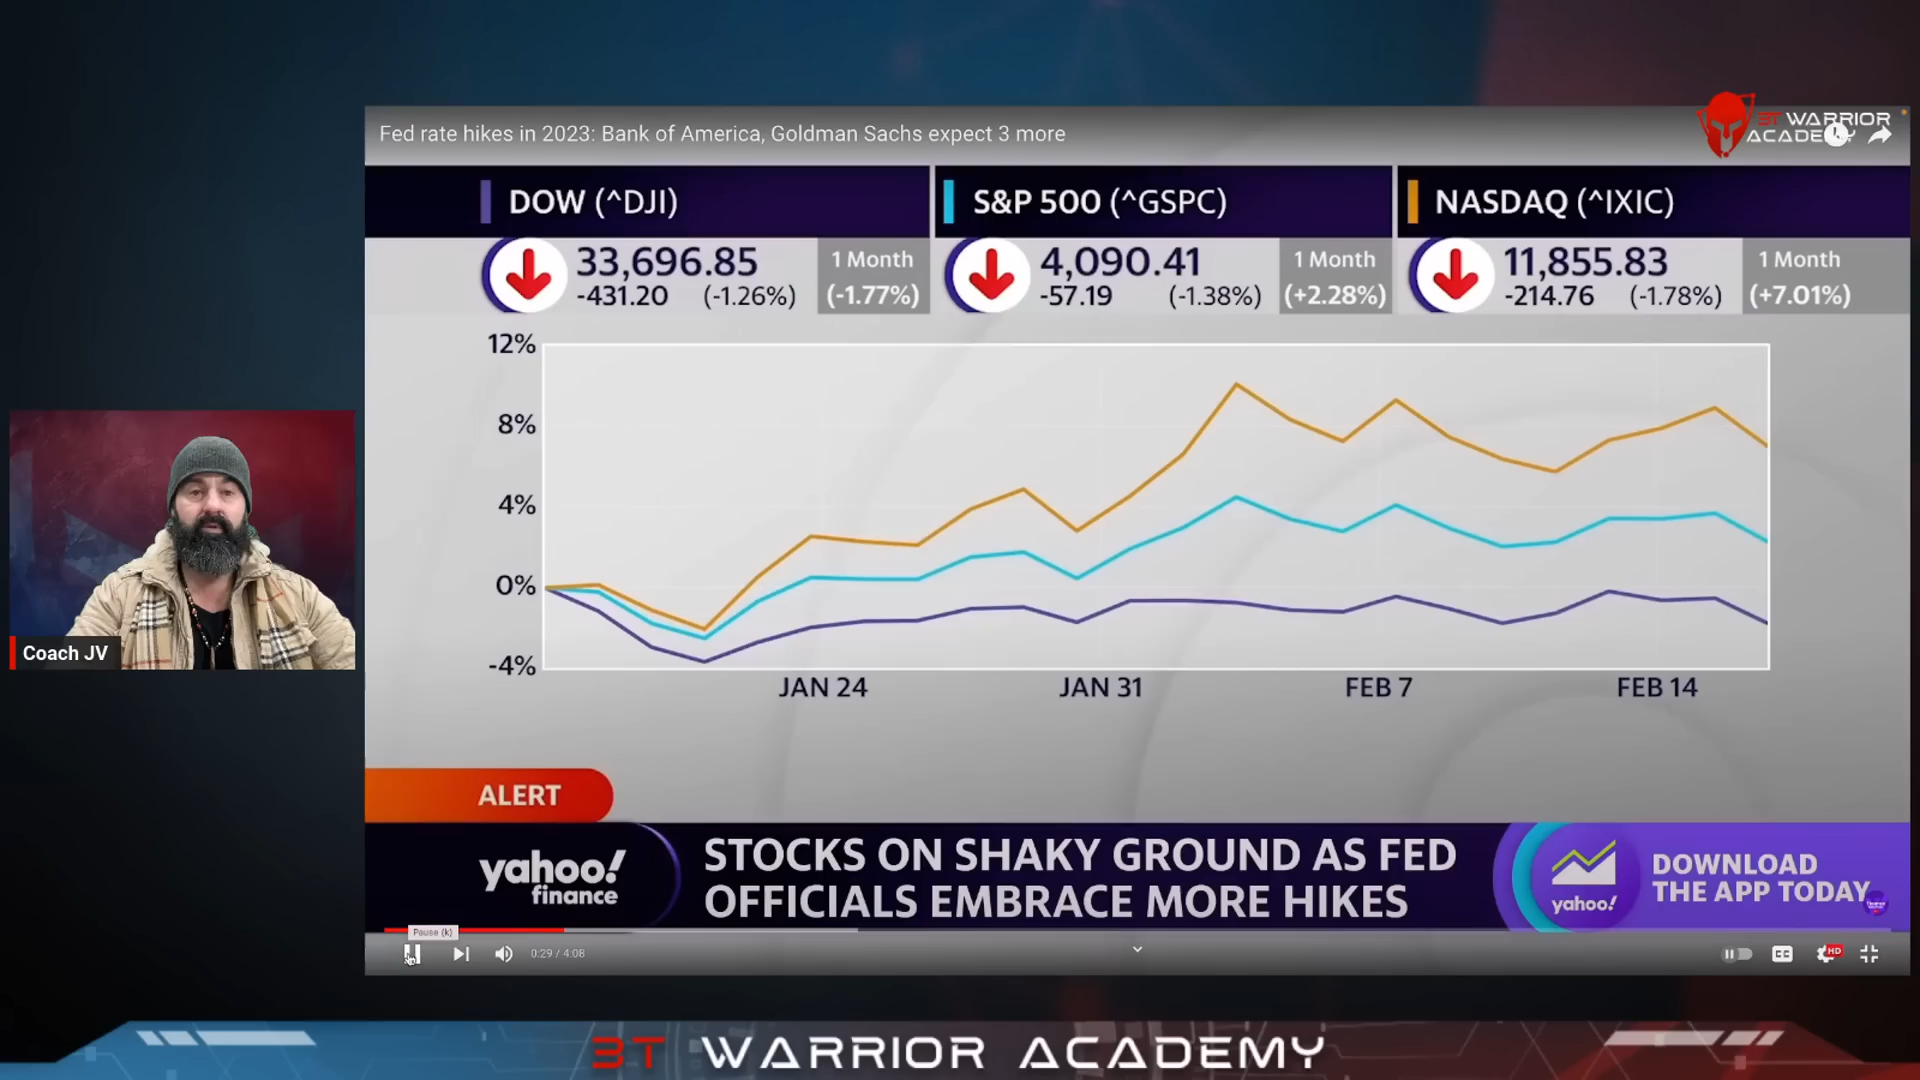 Fed rate hikes in 2023: Bank of America, Goldman Sachs expect 3 more
3T WARRIOR
ACADEMY
DOW (^DJI)
33,696.85
-431.20 (-1.26%)
1 Month
(-1.77%)
S&P 500 (^GSPC)
4,090.41
-57.19 (-1.38%)
1 Month
(+2.28%)
NASDAQ (^IXIC)
11,855.83
-214.76 (-1.78%)
1 Month
(+7.01%)
12%
8%
4%
0%
-4%
JAN 24 JAN 31 FEB 7 FEB 14
Coach JV
ALERT
yahoo!
finance
STOCKS ON SHAKY GROUND AS FED
OFFICIALS EMBRACE MORE HIKES
yahoo!
DOWNLOAD
THE APP TODAY
Pause (k)
0:29 / 4:08
CC
HD
3T WARRIOR ACADEMY